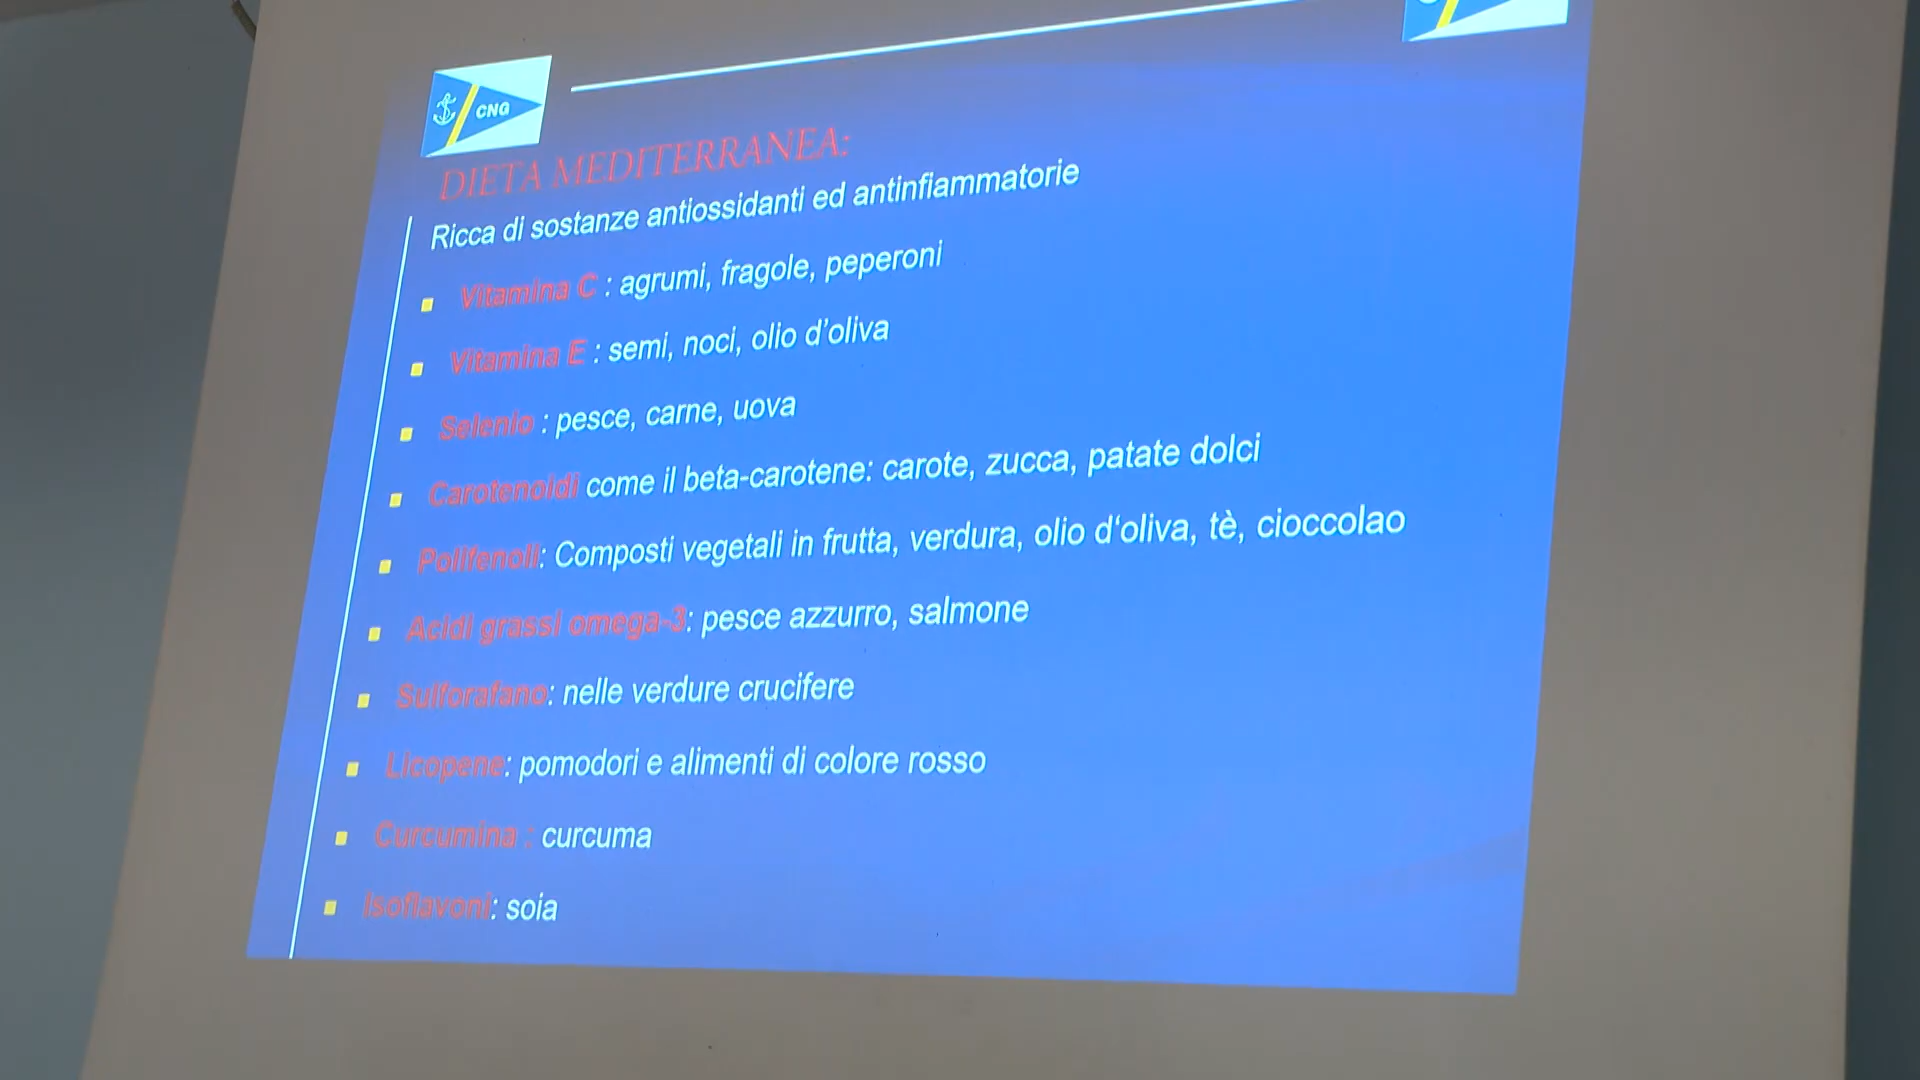 CNG
DIETA MEDITERRANEA:
Ricca di sostanze antiossidanti ed antinfiammatorie
Vitamina C : agrumi, fragole, peperoni
Vitamina E : semi, noci, olio d'oliva
Selenio : pesce, carne, uova
Carotenoidi come il beta-carotene: carote, zucca, patate dolci
Polifenoli: Composti vegetali in frutta, verdura, olio d‘oliva, tè, cioccolao
Acidi grassi omega-3: pesce azzurro, salmone
Sulforafano: nelle verdure crucifere
Licopene: pomodori e alimenti di colore rosso
Curcumina : curcuma
Isoflavoni: soia